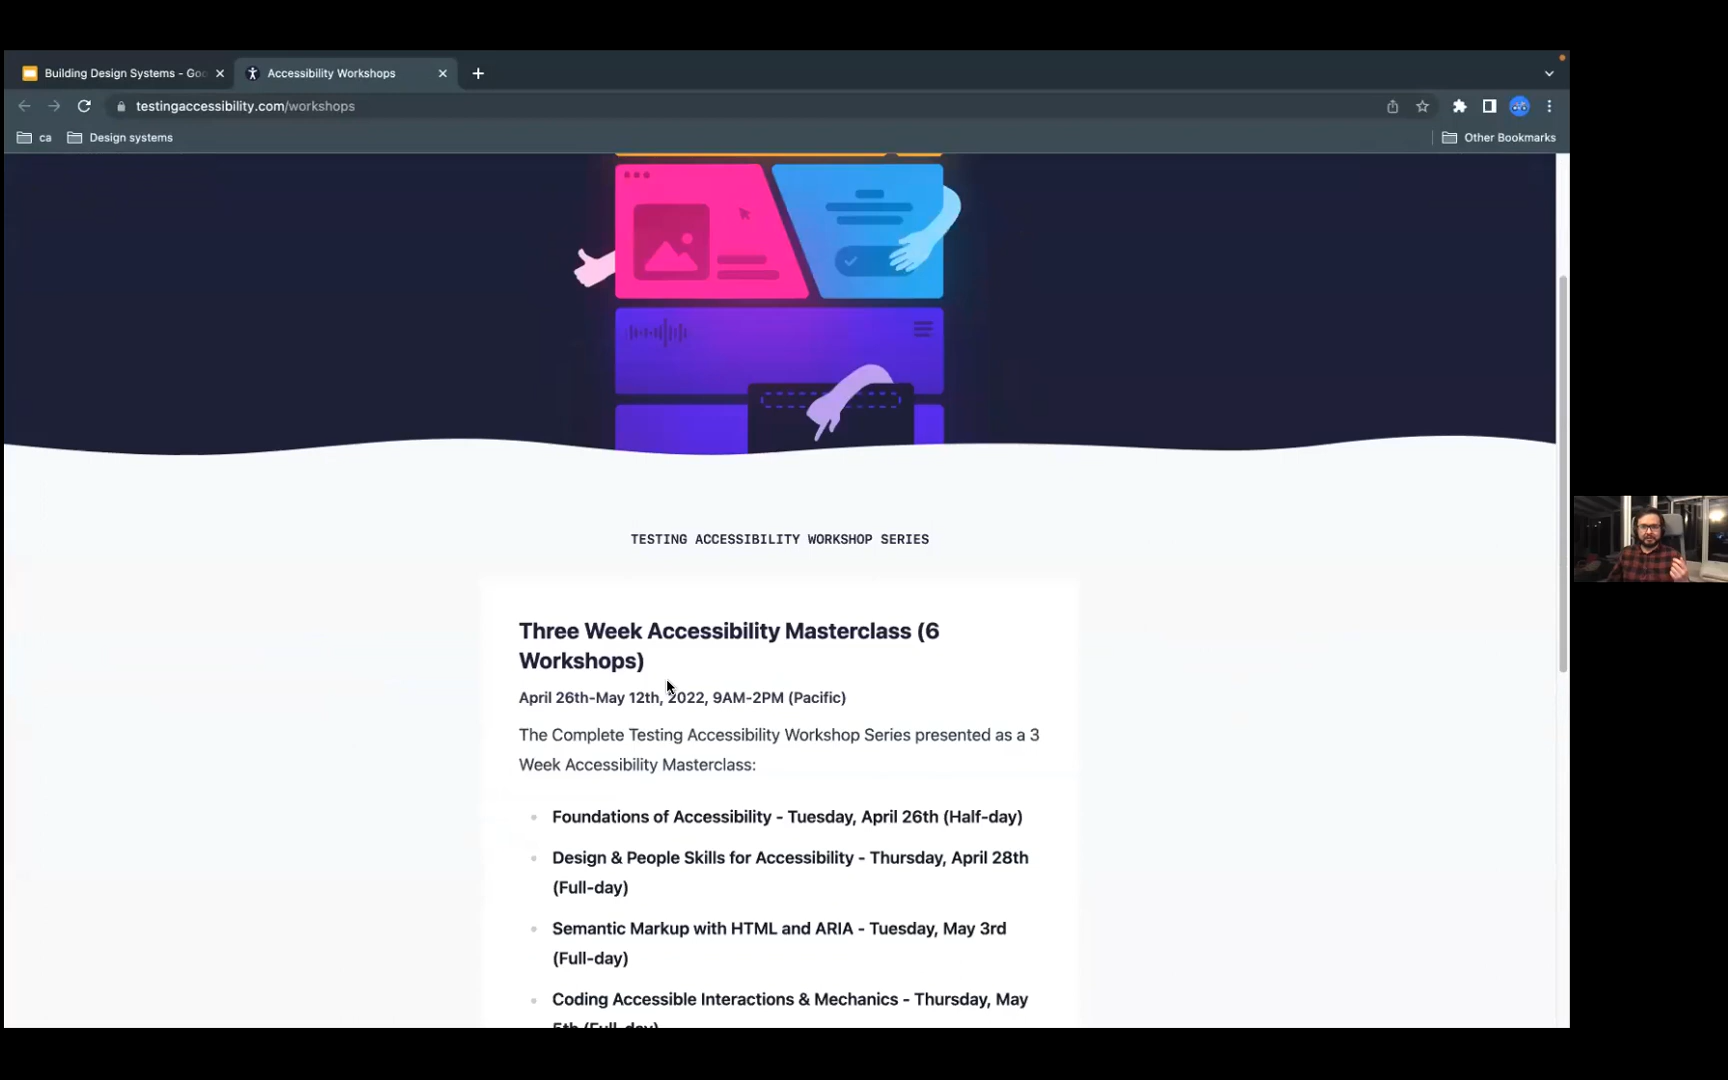 Building Design Systems - Goo
Accessibility Workshops
testingaccessibility.com/workshops
ca
Design systems
Other Bookmarks
TESTING ACCESSIBILITY WORKSHOP SERIES
Three Week Accessibility Masterclass (6
Workshops)
April 26th-May 12th, 2022, 9AM-2PM (Pacific)
The Complete Testing Accessibility Workshop Series presented as a 3
Week Accessibility Masterclass:
Foundations of Accessibility - Tuesday, April 26th (Half-day)
Design & People Skills for Accessibility - Thursday, April 28th
(Full-day)
Semantic Markup with HTML and ARIA - Tuesday, May 3rd
(Full-day)
Coding Accessible Interactions & Mechanics - Thursday, May
5th (Full-day)